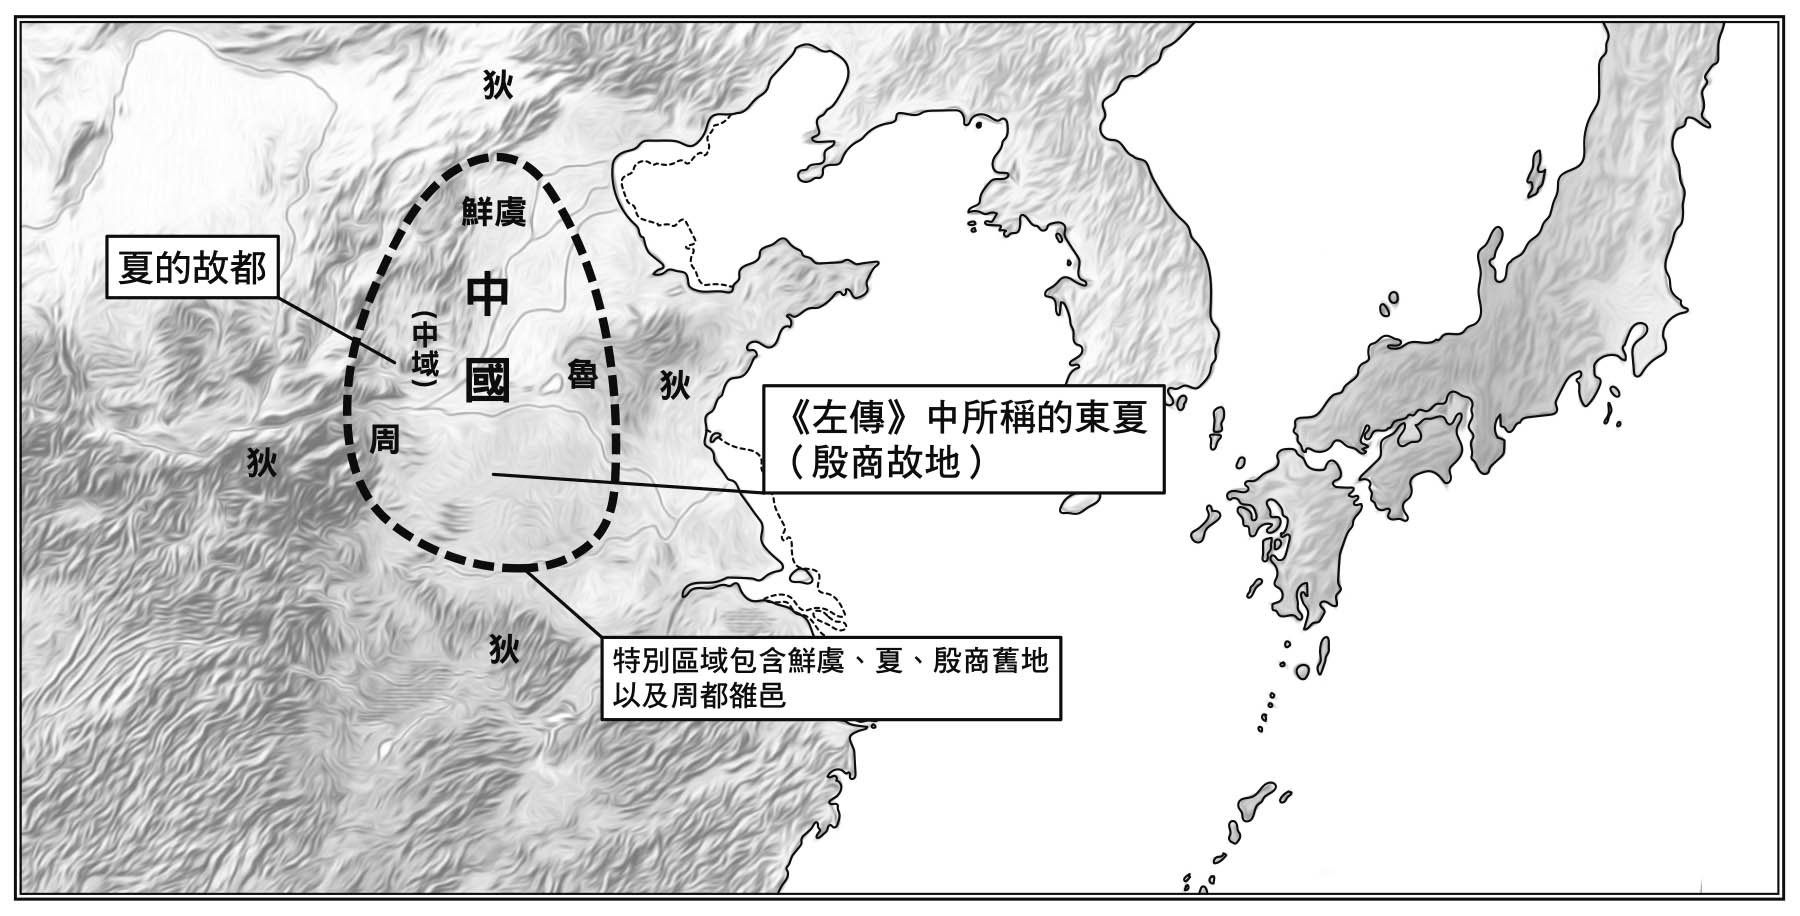 狄
鮮虞
夏的故都
中國
(中域)
魯
狄
《左傳》中所稱的東夏
(殷商故地)
周
狄
狄
特別區域包含鮮虞、夏、殷商舊地
以及周都雒邑